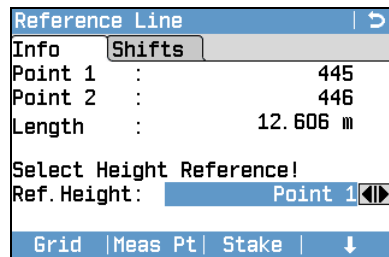 Reference Line
Info Shifts
Point 1 : 445
Point 2 : 446
Length : 12.606 m
Select Height Reference!
Ref.Height: Point 1
Grid |Meas Pt| Stake | ↓